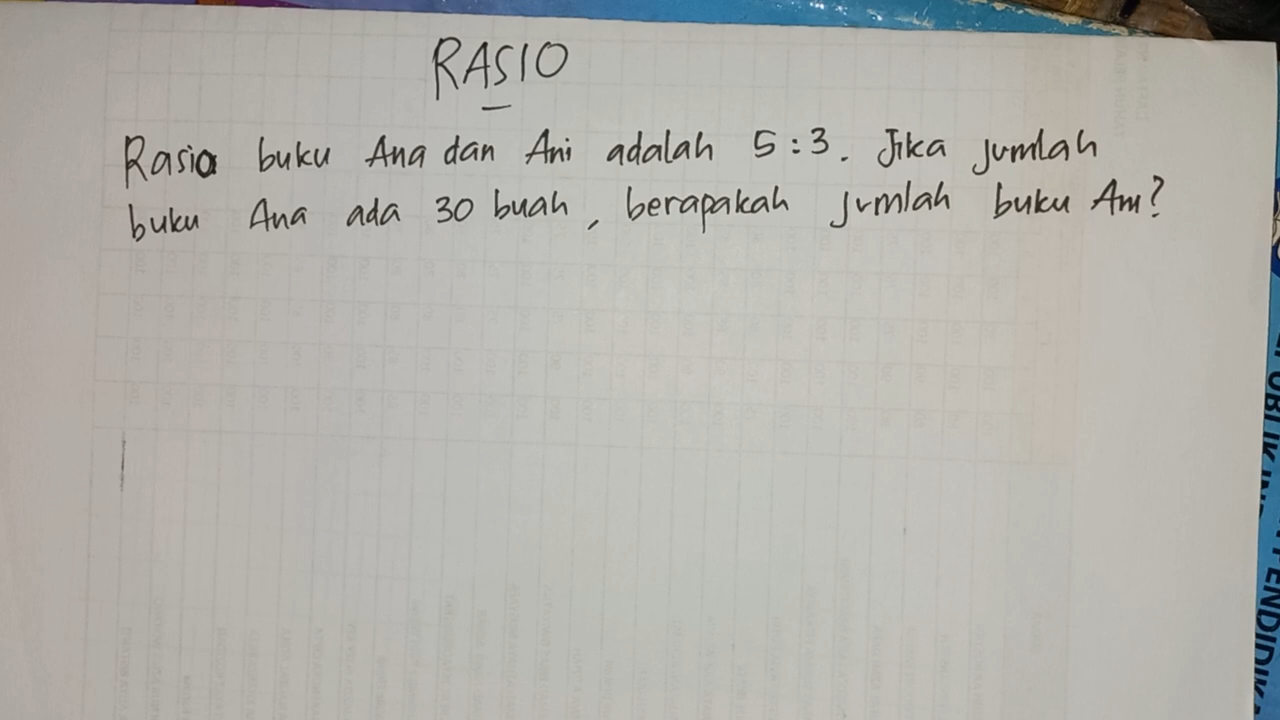 RASIO
Rasio buku Ana dan Ani adalah 5 : 3. Jika jumlah
buku Ana ada 30 buah, berapakah jumlah buku Ani?